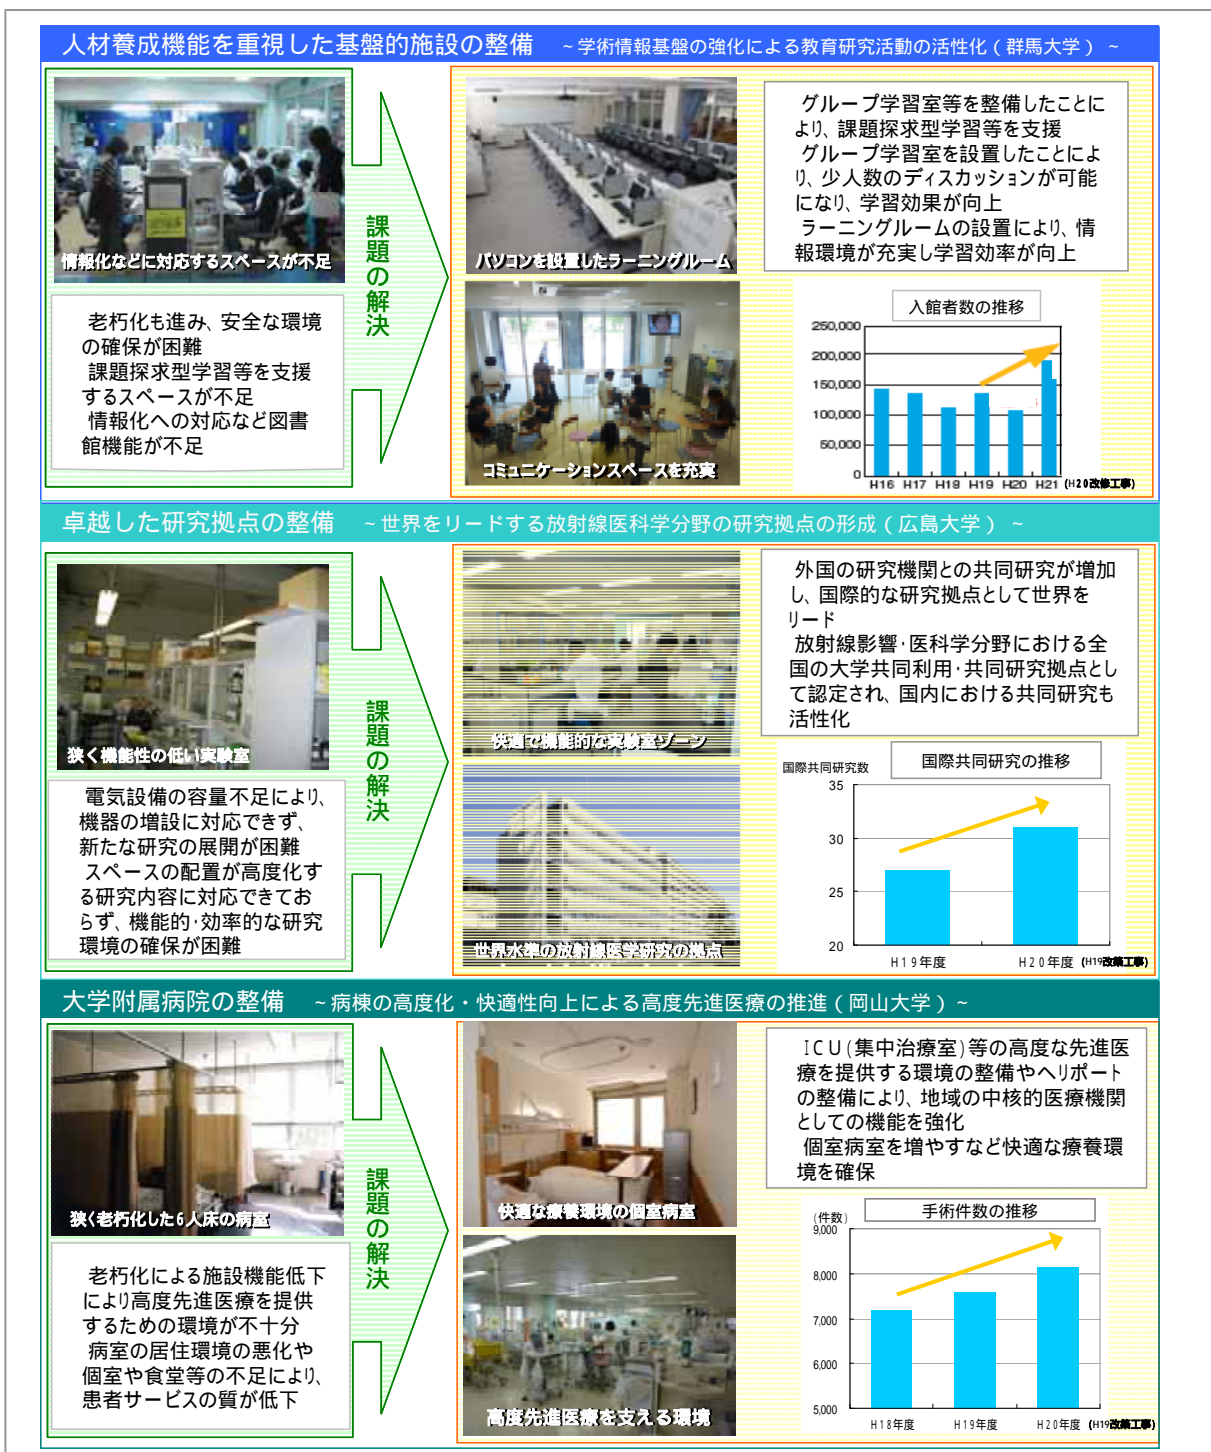 人材養成機能を重視した基盤的施設の整備　～学術情報基盤の強化による教育研究活動の活性化（群馬大学）～
情報化などに対応するスペースが不足
老朽化も進み、安全な環境
の確保が困難
課題探求型学習等を支援
するスペースが不足
情報化への対応など図書
館機能が不足
課題の解決
パソコンを設置したラーニングルーム
コミュニケーションスペースを充実
グループ学習室等を整備したことに
より、課題探求型学習等を支援
グループ学習室を設置したことによ
り、少人数のディスカッションが可能
になり、学習効果が向上
ラーニングルームの設置により、情
報環境が充実し学習効率が向上
入館者数の推移
250,000
200,000
150,000
100,000
50,000
0
H16 H17 H18 H19 H20 H21 (H20改修工事)
卓越した研究拠点の整備　～世界をリードする放射線医科学分野の研究拠点の形成（広島大学）～
狭く機能性の低い実験室
電気設備の容量不足により、
機器の増設に対応できず、
新たな研究の展開が困難
スペースの配置が高度化す
る研究内容に対応できてお
らず、機能的・効率的な研究
環境の確保が困難
課題の解決
快適で機能的な実験室ゾーン
世界水準の放射線医学研究の拠点
外国の研究機関との共同研究が増加
し、国際的な研究拠点として世界を
リード
放射線影響・医科学分野における全
国の大学共同利用・共同研究拠点とし
て認定され、国内における共同研究も
活性化
国際共同研究数
国際共同研究の推移
35
30
25
20
H19年度 H20年度 (H19改築工事)
大学附属病院の整備　～病棟の高度化・快適性向上による高度先進医療の推進（岡山大学）～
狭く老朽化した6人床の病室
老朽化による施設機能低下
により高度先進医療を提供
するための環境が不十分
病室の居住環境の悪化や
個室や食堂等の不足により、
患者サービスの質が低下
課題の解決
快適な療養環境の個室病室
高度先進医療を支える環境
ICU(集中治療室)等の高度な先進医
療を提供する環境の整備やヘリポート
の整備により、地域の中核的医療機関
としての機能を強化
個室病室を増やすなど快適な療養環
境を確保
手術件数の推移
(件数)
9,000
8,000
7,000
6,000
5,000
H18年度 H19年度 H20年度 (H19改築工事)